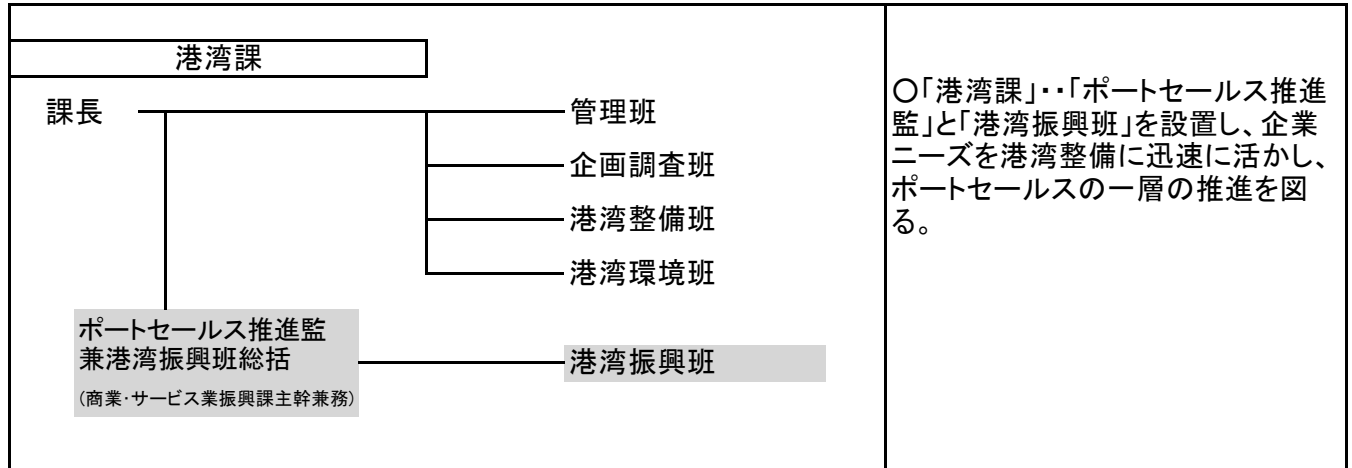 港湾課
課長
管理班
企画調査班
港湾整備班
港湾環境班
ポートセールス推進監
兼港湾振興班総括
(商業・サービス業振興課主幹兼務)
港湾振興班
○「港湾課」・・「ポートセールス推進
監」と「港湾振興班」を設置し、企業
ニーズを港湾整備に迅速に活かし、
ポートセールスの一層の推進を図
る。